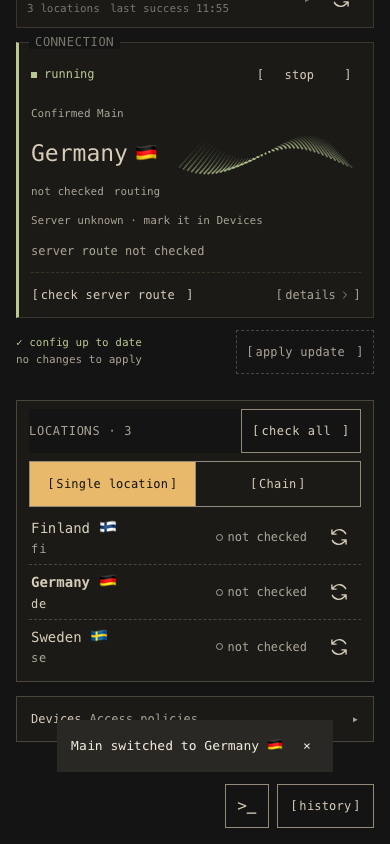 3 locations last success 11:55
CONNECTION
running
[ stop ]
Confirmed Main
Germany 🇩🇪
not checked routing
Server unknown · mark it in Devices
server route not checked
[check server route ]
[details > ]
✓ config up to date
no changes to apply
[apply update ]
LOCATIONS · 3
[check all ]
[Single location]
[Chain]
Finland 🇫🇮
fi
not checked
Germany 🇩🇪
de
not checked
Sweden 🇸🇪
se
not checked
Devices Access policies
Main switched to Germany 🇩🇪 ×
>_
[history]